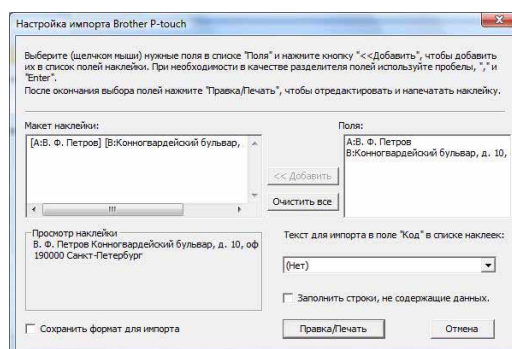 Настройка импорта Brother P-touch
Выберите (щелчком мыши) нужные поля в списке "Поля" и нажмите кнопку "<<Добавить", чтобы добавить
их в список полей наклейки. При необходимости в качестве разделителя полей используйте пробелы, "," и
"Enter".
После окончания выбора полей нажмите "Правка/Печать", чтобы отредактировать и напечатать наклейку.
Макет наклейки:
Поля:
[A:В. Ф. Петров] [B:Конногвардейский бульвар,
A:В. Ф. Петров
B:Конногвардейский бульвар, д. 10,
<< Добавить
Очистить все
Просмотр наклейки
В. Ф. Петров Конногвардейский бульвар, д. 10, оф
190000 Санкт-Петербург
Текст для импорта в поле "Код" в списке наклеек:
(Нет)
Заполнить строки, не содержащие данных.
Сохранить формат для импорта
Правка/Печать
Отмена